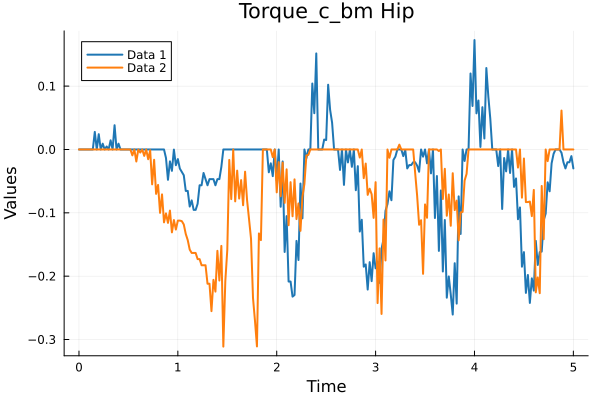 Torque_c_bm Hip
Data 1
Data 2
Values
0.1
0.0
−0.1
−0.2
−0.3
0 1 2 3 4 5
Time